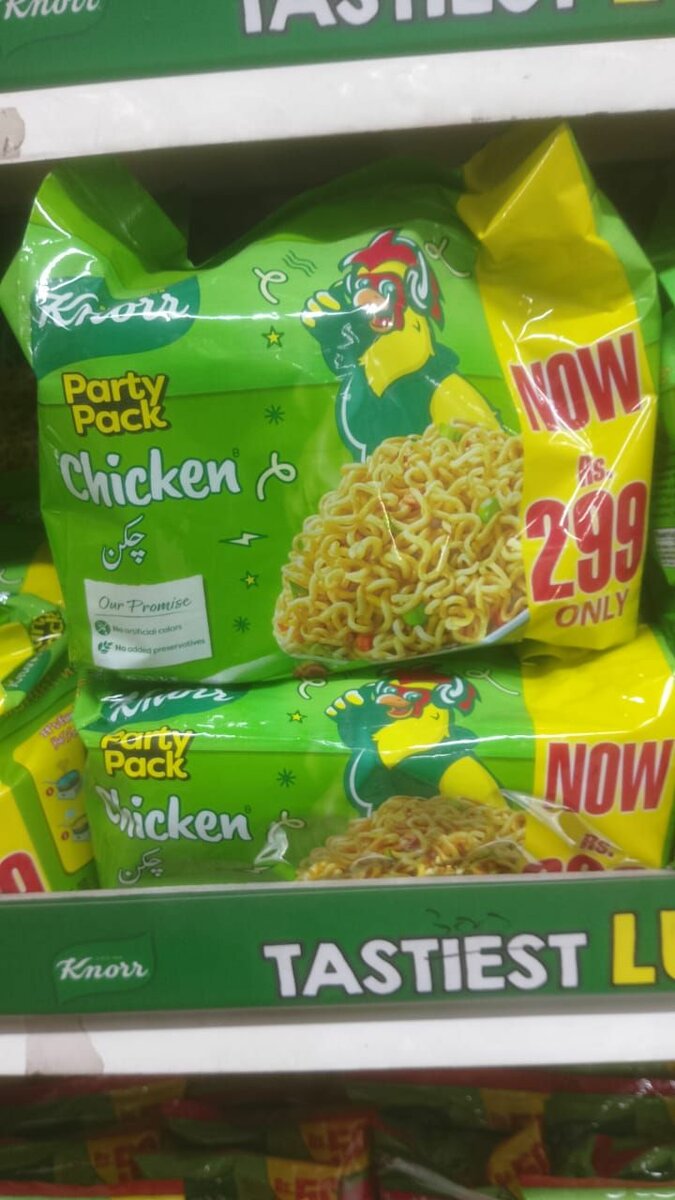 Knorr
TASTIEST
Knorr
Party
Pack
Chicken
چکن
Our Promise
No artificial colors
No added preservatives
NOW
Rs.
299
ONLY
Knorr
Party
Pack
Chicken
چکن
NOW
Rs.
Knorr
TASTIEST